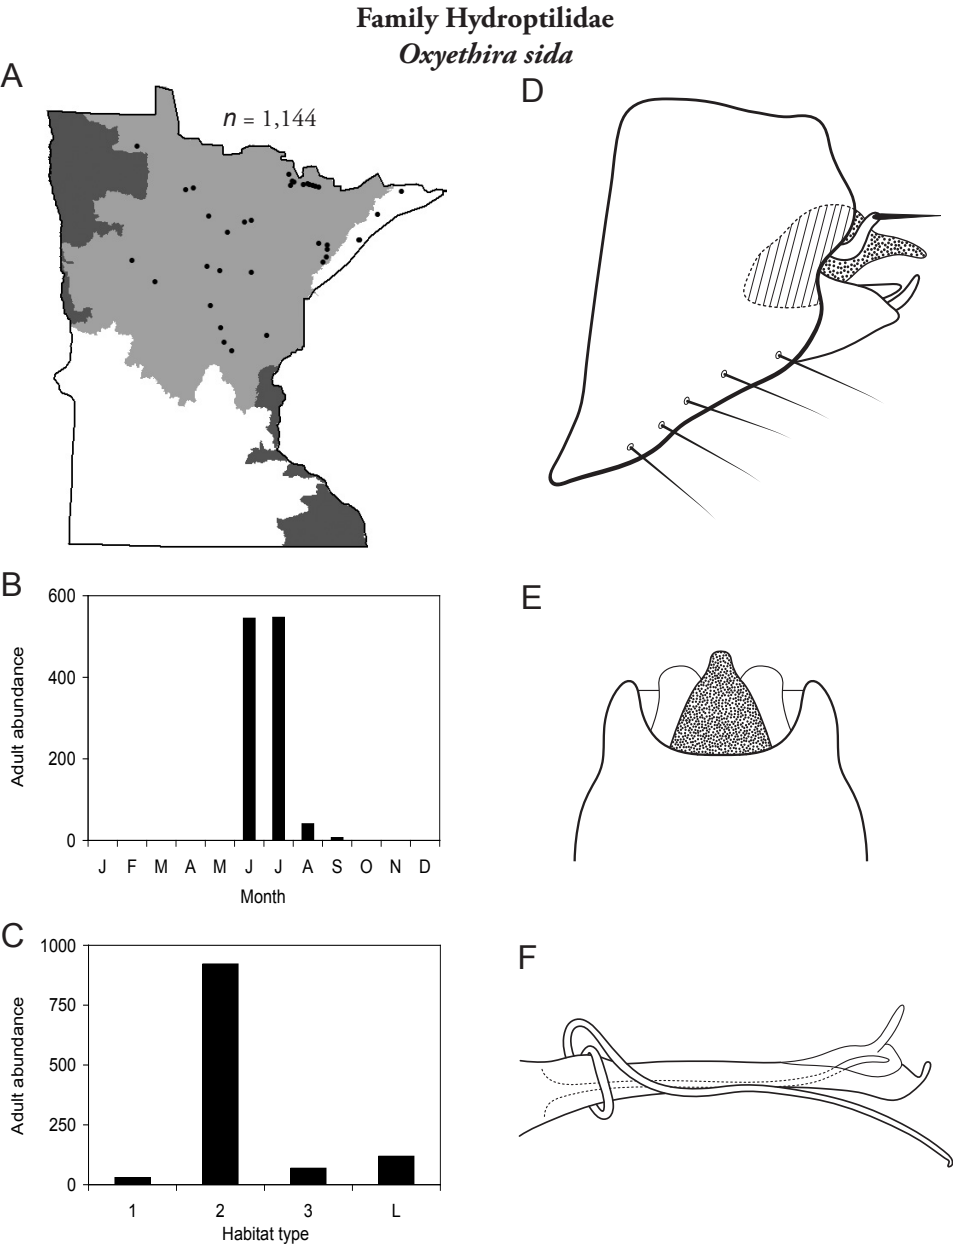 Family Hydroptilidae
Oxyethira sida
A
n = 1,144
D
B
600
400
200
0
Adult abundance
J F M A M J J A S O N D
Month
E
C
1000
750
500
250
0
Adult abundance
1 2 3 L
Habitat type
F